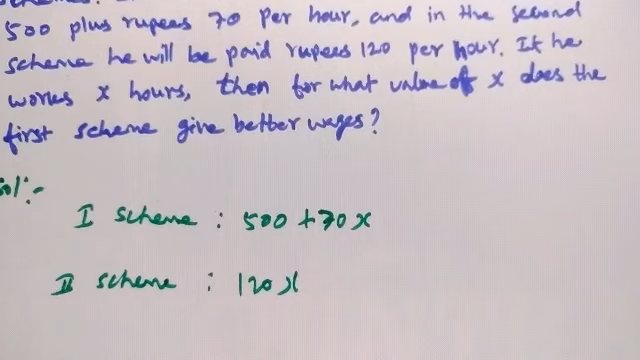 500 plus rupees 70 per hour, and in the second
scheme he will be paid rupees 120 per hour. If he
works x hours, then for what value of x does the
first scheme give better wages?
Sol:-
I scheme : 500 + 70x
II scheme : 120x